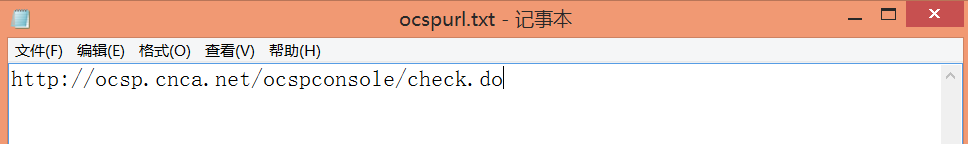 ocspurl.txt - 记事本
文件(F) 编辑(E) 格式(O) 查看(V) 帮助(H)
http://ocsp.cnca.net/ocspconsole/check.do